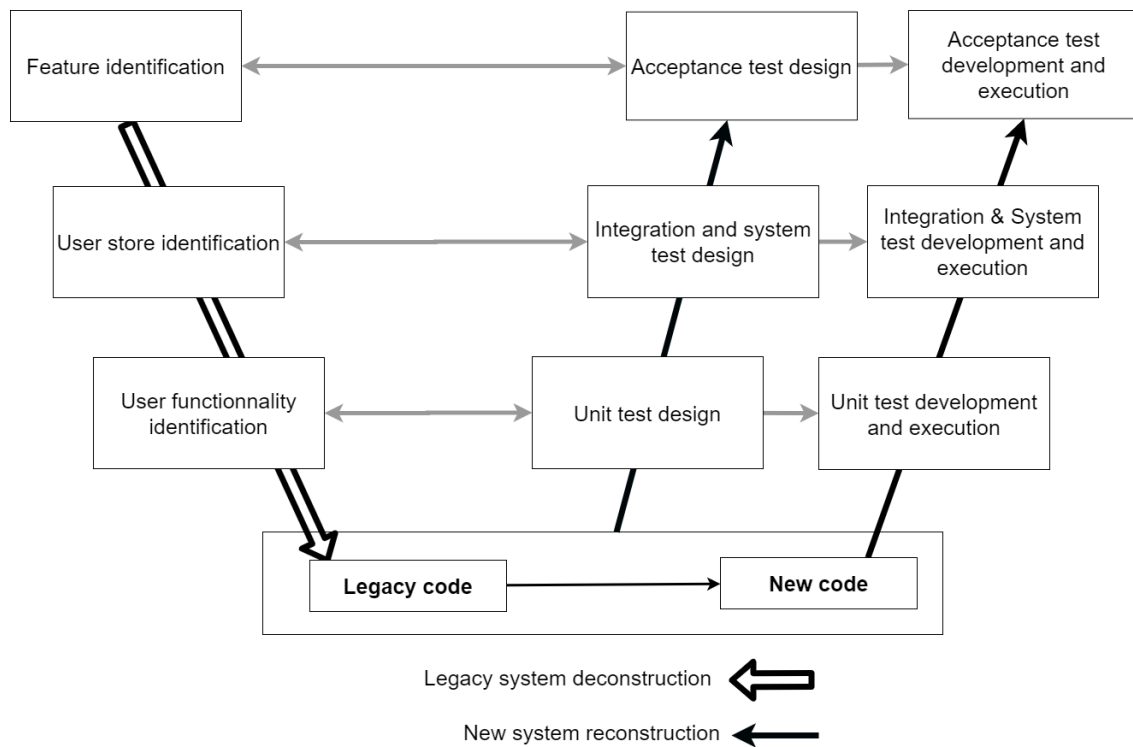 Feature identification
Acceptance test design
Acceptance test
development and
execution
User store identification
Integration and system
test design
Integration & System
test development and
execution
User functionnality
identification
Unit test design
Unit test development
and execution
Legacy code
New code
Legacy system deconstruction
New system reconstruction